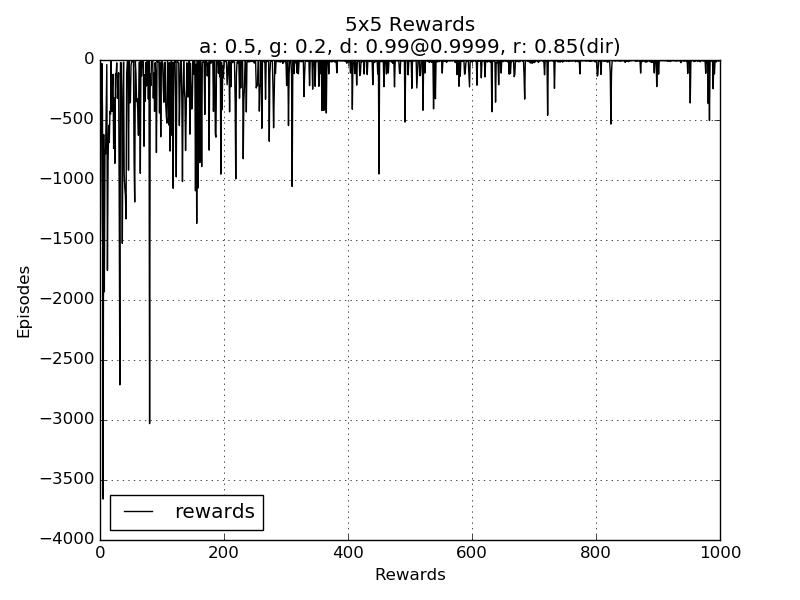 5x5 Rewards
a: 0.5, g: 0.2, d: 0.99@0.9999, r: 0.85(dir)
0
−500
−1000
−1500
−2000
−2500
−3000
−3500
−4000
Episodes
rewards
0 200 400 600 800 1000
Rewards